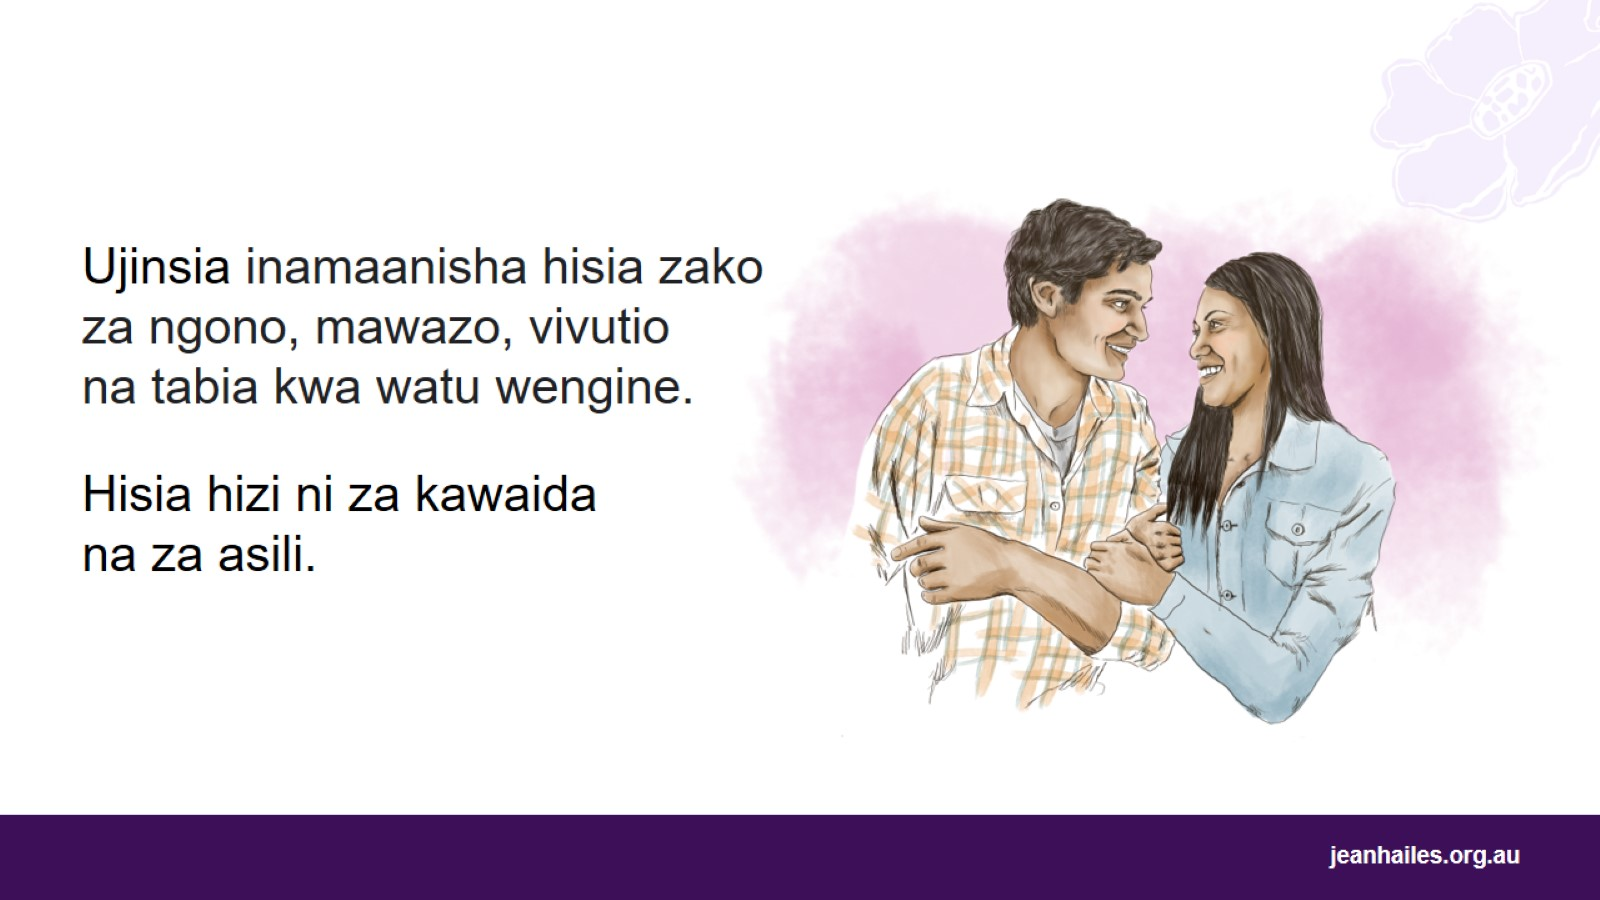 Ujinsia inamaanisha hisia zako
za ngono, mawazo, vivutio
na tabia kwa watu wengine.
Hisia hizi ni za kawaida
na za asili.
jeanhailes.org.au